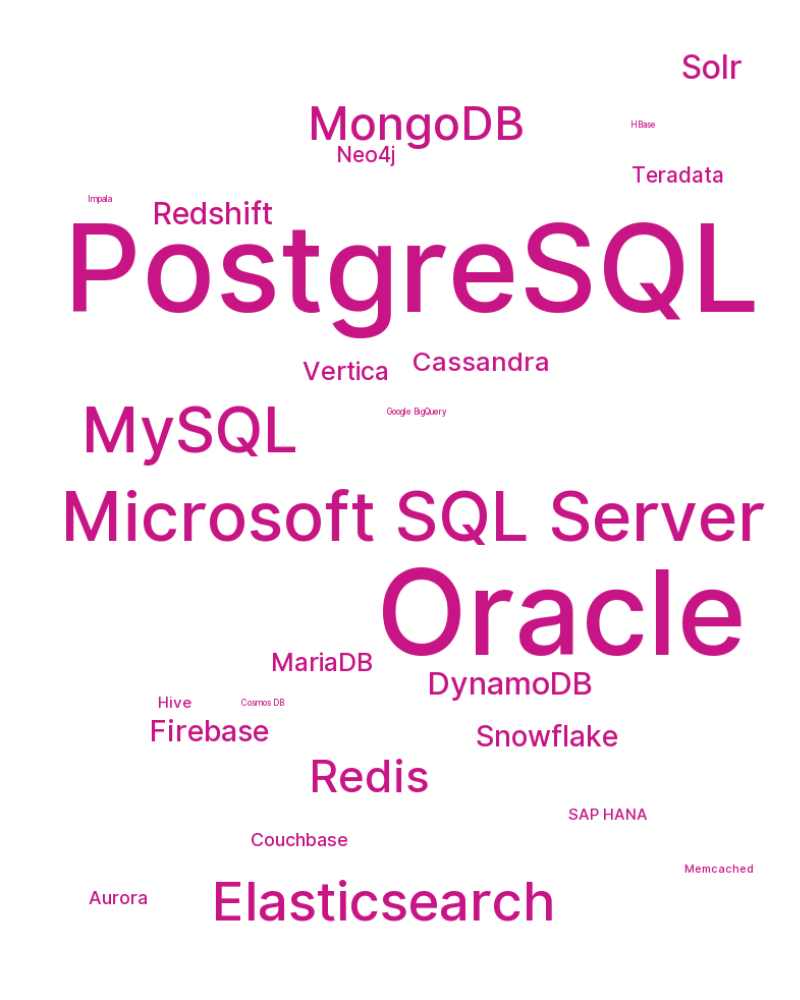 Solr
MongoDB
HBase
Neo4j
Teradata
Impala
Redshift
PostgreSQL
Vertica
Cassandra
Google BigQuery
MySQL
Microsoft SQL Server
Oracle
MariaDB
DynamoDB
Hive
Cosmos DB
Firebase
Snowflake
Redis
SAP HANA
Couchbase
Memcached
Aurora
Elasticsearch